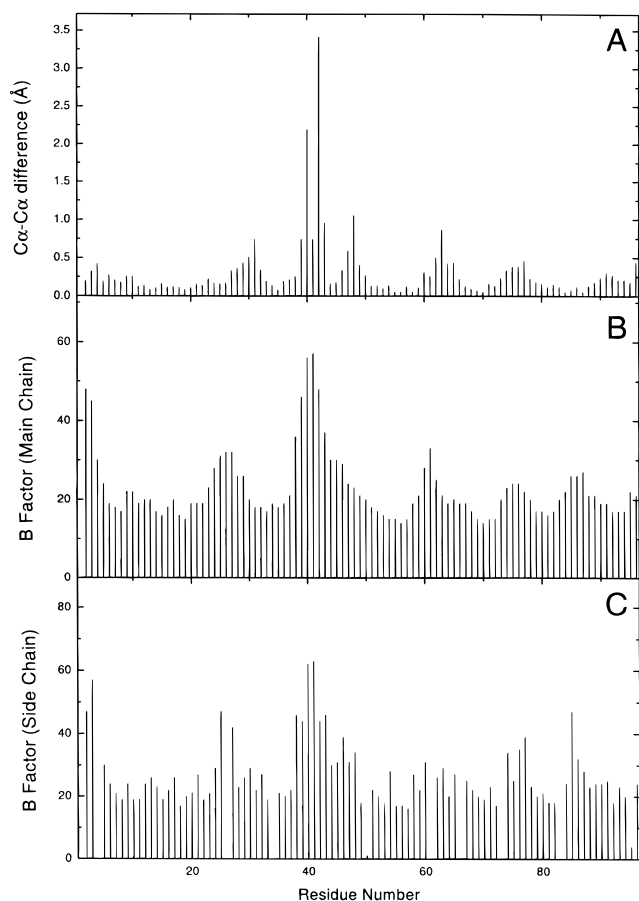 A
Cα-Cα difference (Å)
3.5
3.0
2.5
2.0
1.5
1.0
0.5
0.0
B
B Factor (Main Chain)
60
40
20
0
C
B Factor (Side Chain)
80
60
40
20
0
20 40 60 80
Residue Number